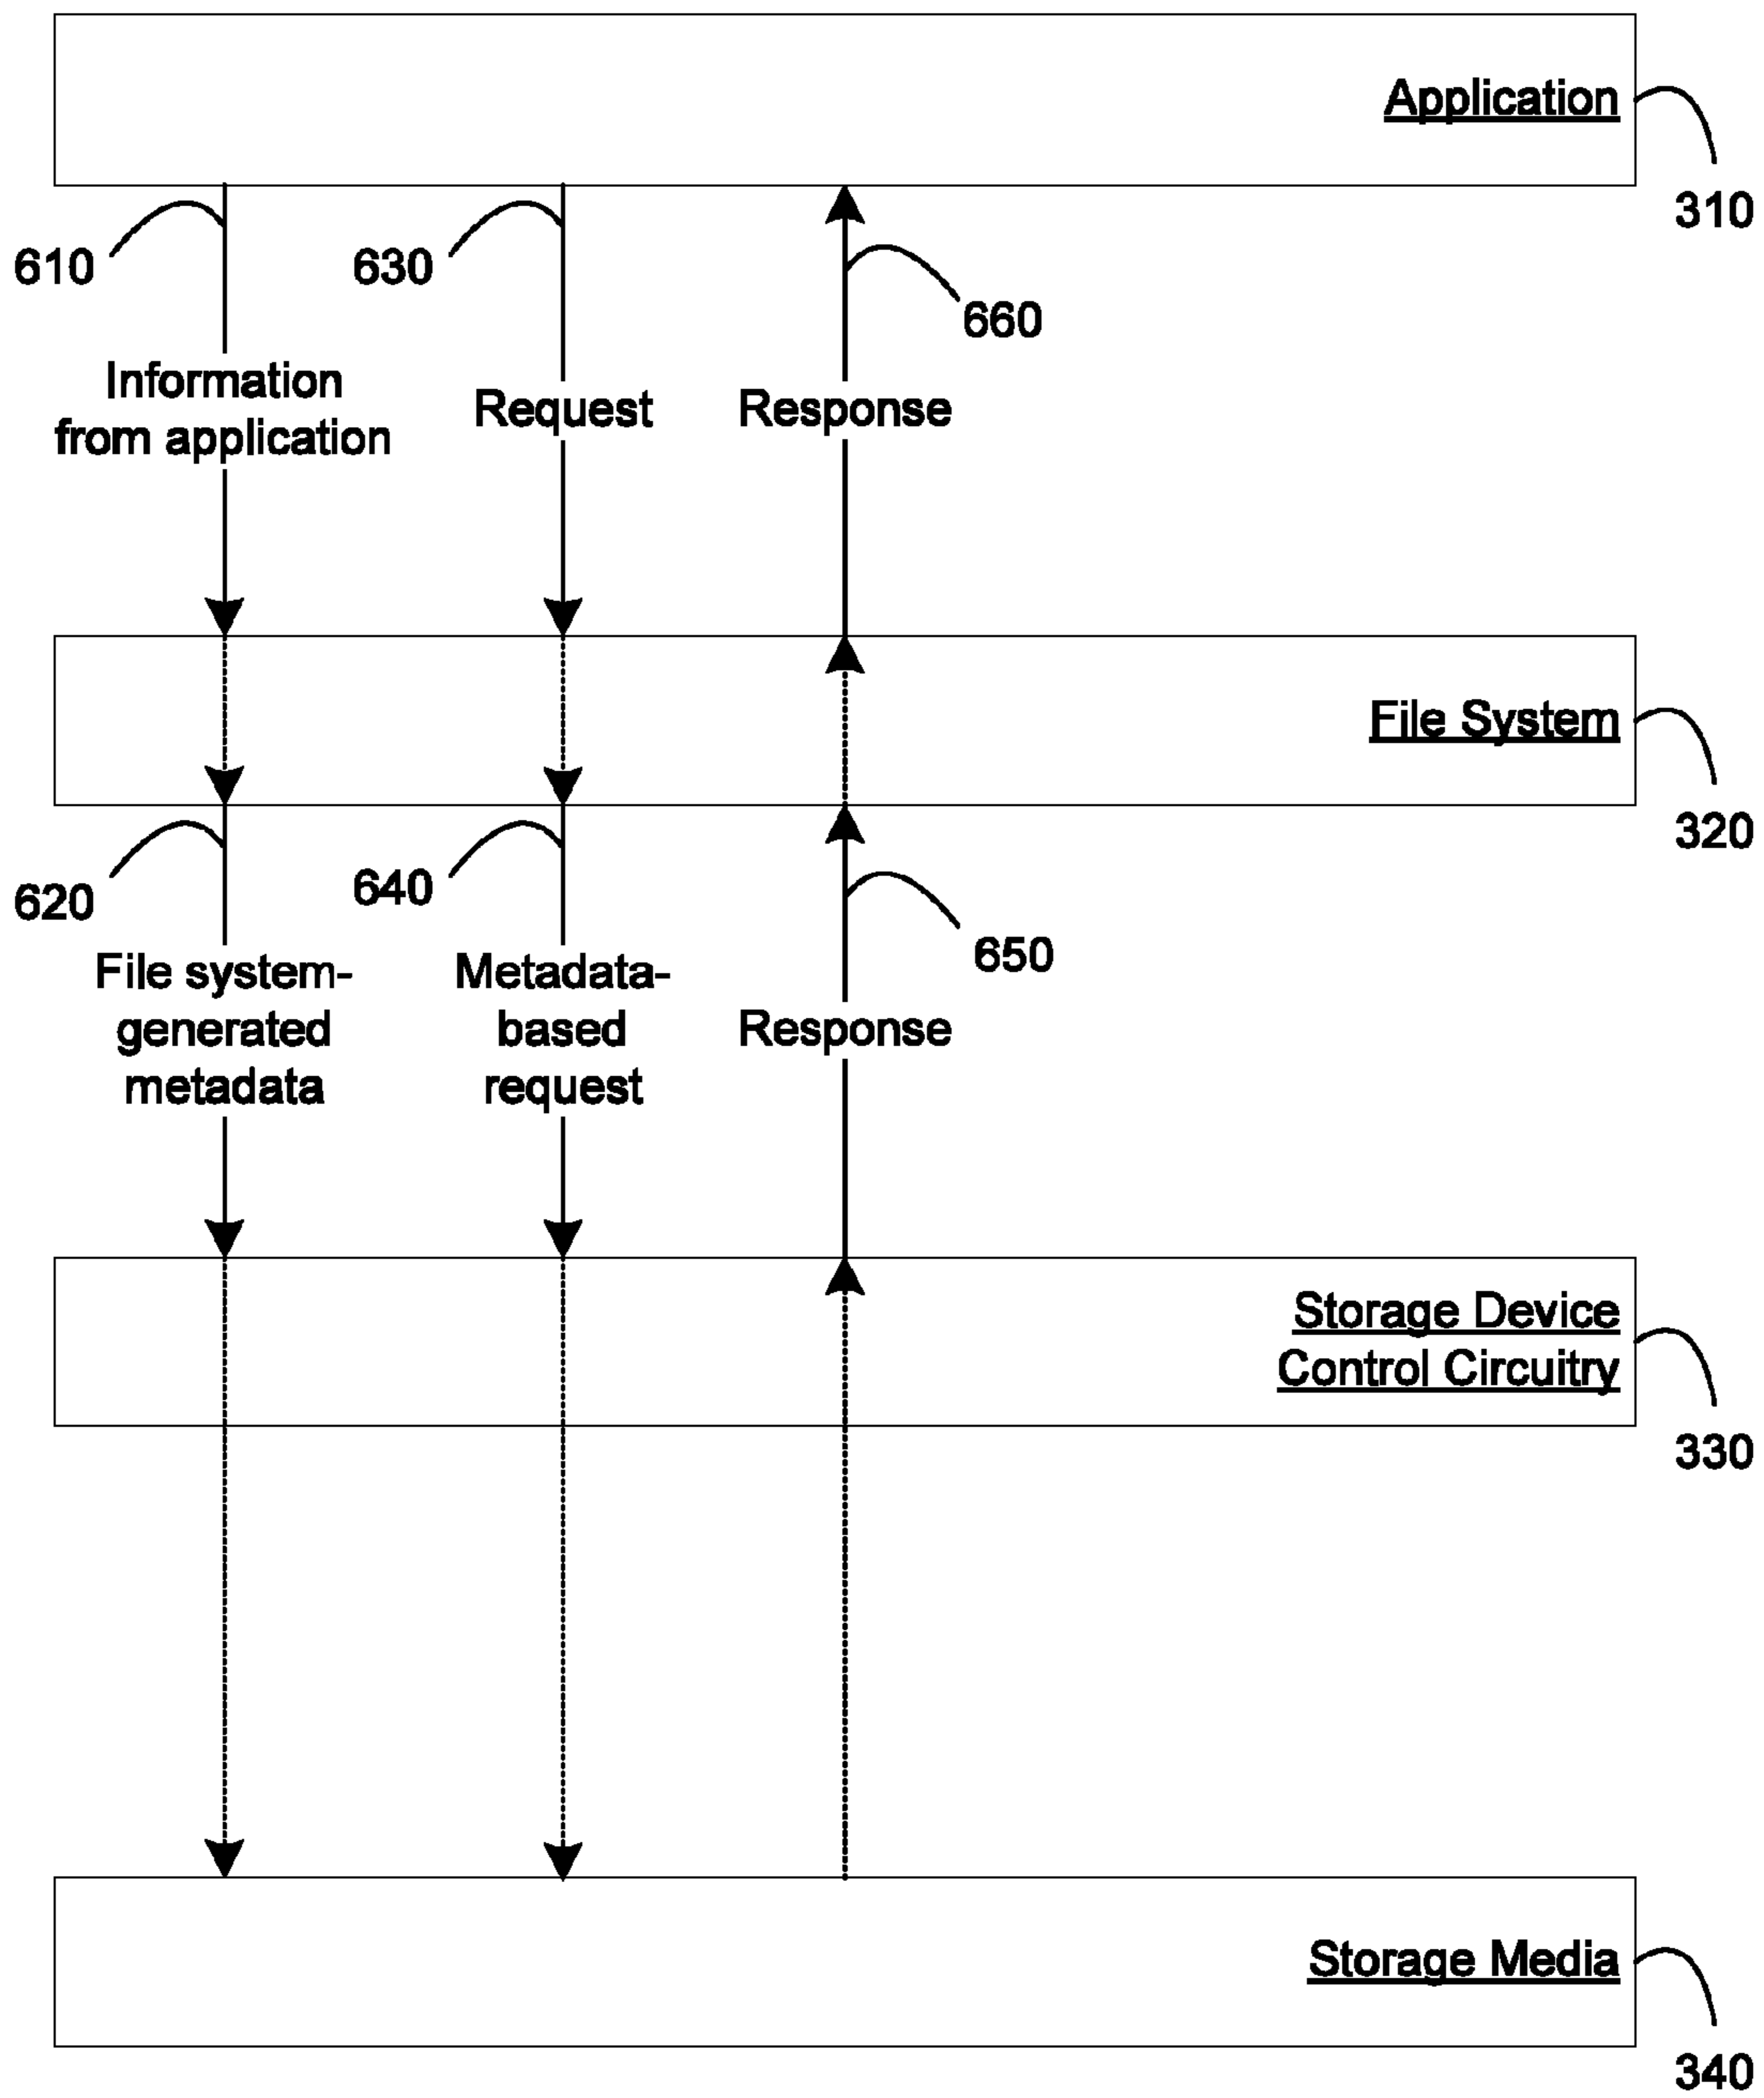 Application
310
610
630
660
Information
from application
Request
Response
File System
320
620
640
650
File system-
generated
metadata
Metadata-
based
request
Response
Storage Device
Control Circuitry
330
Storage Media
340